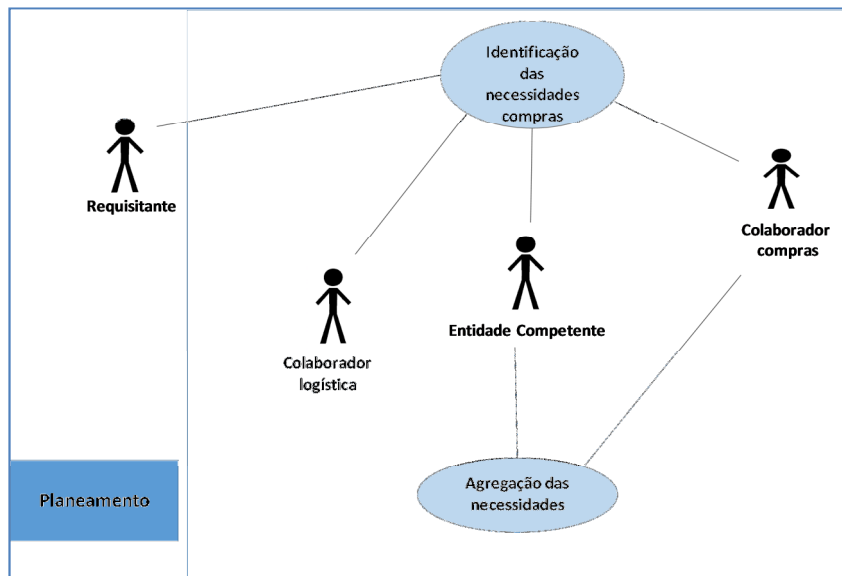 Identificação
das
necessidades
compras
Requisitante
Colaborador
compras
Entidade Competente
Colaborador
logística
Planeamento
Agregação das
necessidades